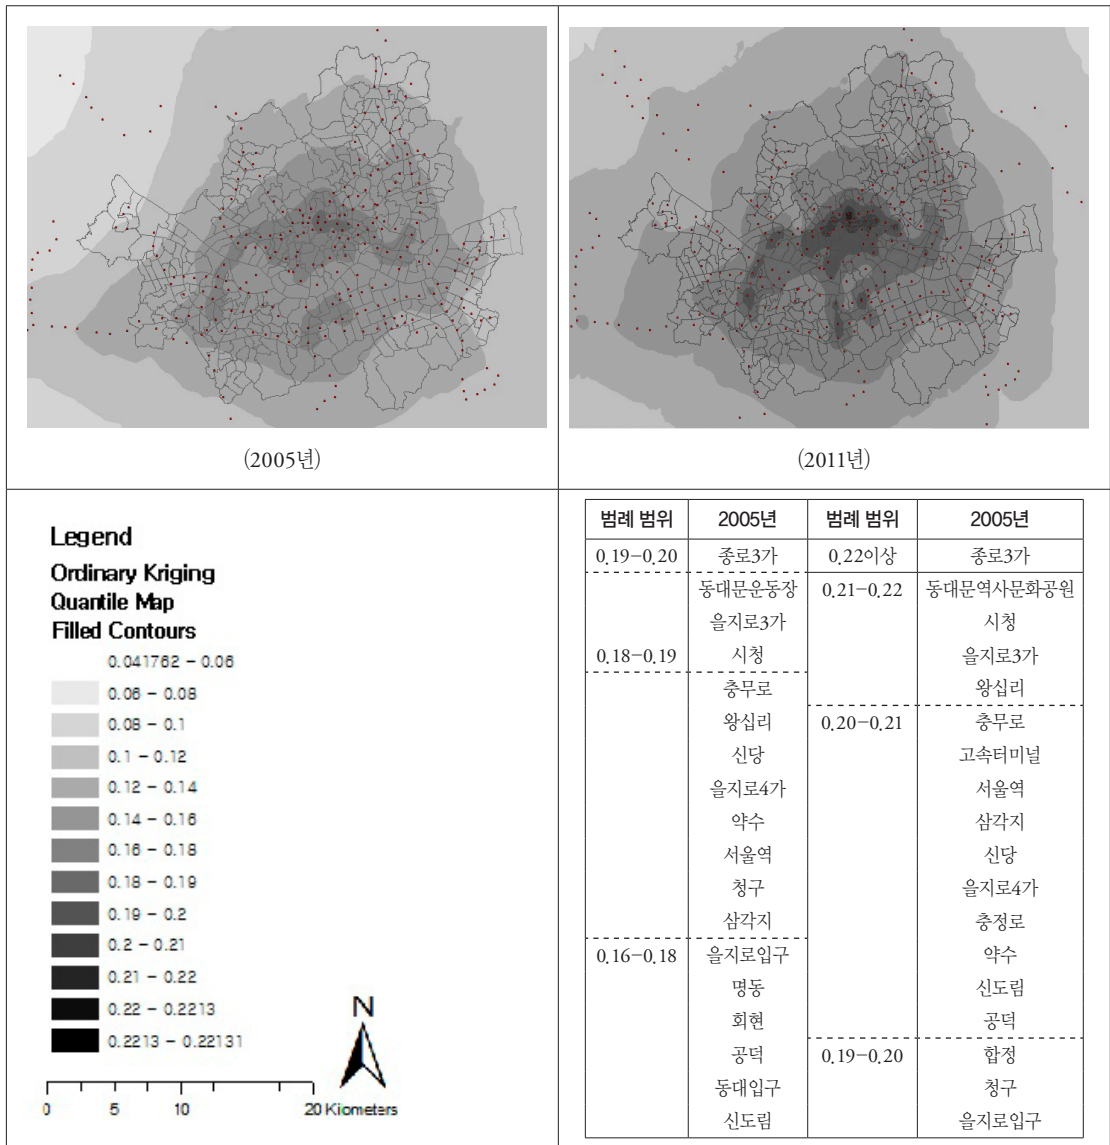 (2005년)
(2011년)
Legend
Ordinary Kriging
Quantile Map
Filled Contours
0.041762 - 0.06
0.06 - 0.08
0.08 - 0.1
0.1 - 0.12
0.12 - 0.14
0.14 - 0.16
0.16 - 0.18
0.18 - 0.19
0.19 - 0.2
0.2 - 0.21
0.21 - 0.22
0.22 - 0.2213
0.2213 - 0.22131
N
0 5 10 20 Kilometers
범례 범위 2005년 범례 범위 2005년
0.19-0.20 종로3가 0.22이상 종로3가
동대문운동장 0.21-0.22 동대문역사문화공원
을지로3가 시청
0.18-0.19 시청 을지로3가
충무로 왕십리
왕십리 0.20-0.21 충무로
신당 고속터미널
을지로4가 서울역
약수 삼각지
서울역 신당
청구 을지로4가
삼각지 충정로
0.16-0.18 을지로입구 약수
명동 신도림
회현 공덕
공덕 0.19-0.20 합정
동대입구 청구
신도림 을지로입구